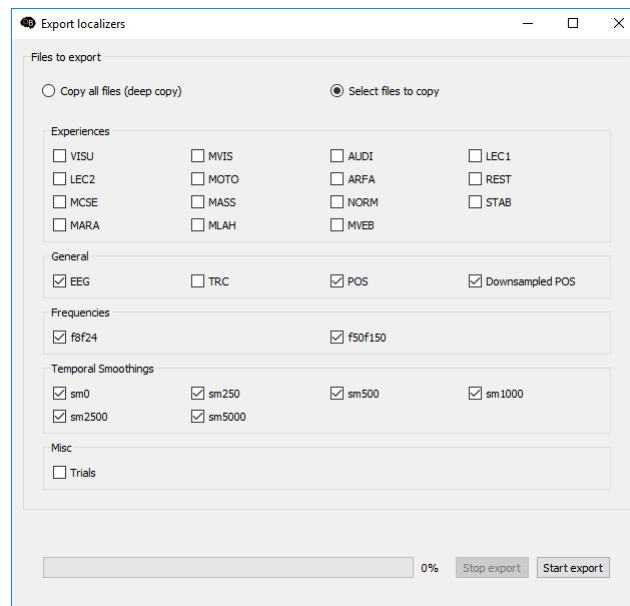 Export localizers
Files to export
Copy all files (deep copy) Select files to copy
Experiences
VISU MVIS AUDI LEC1
LEC2 MOTO ARFA REST
MCSE MASS NORM STAB
MARA MLAH MVEB
General
EEG TRC POS Downsampled POS
Frequencies
f8f24 f50f150
Temporal Smoothings
sm0 sm250 sm500 sm1000
sm2500 sm5000
Misc
Trials
0% Stop export Start export